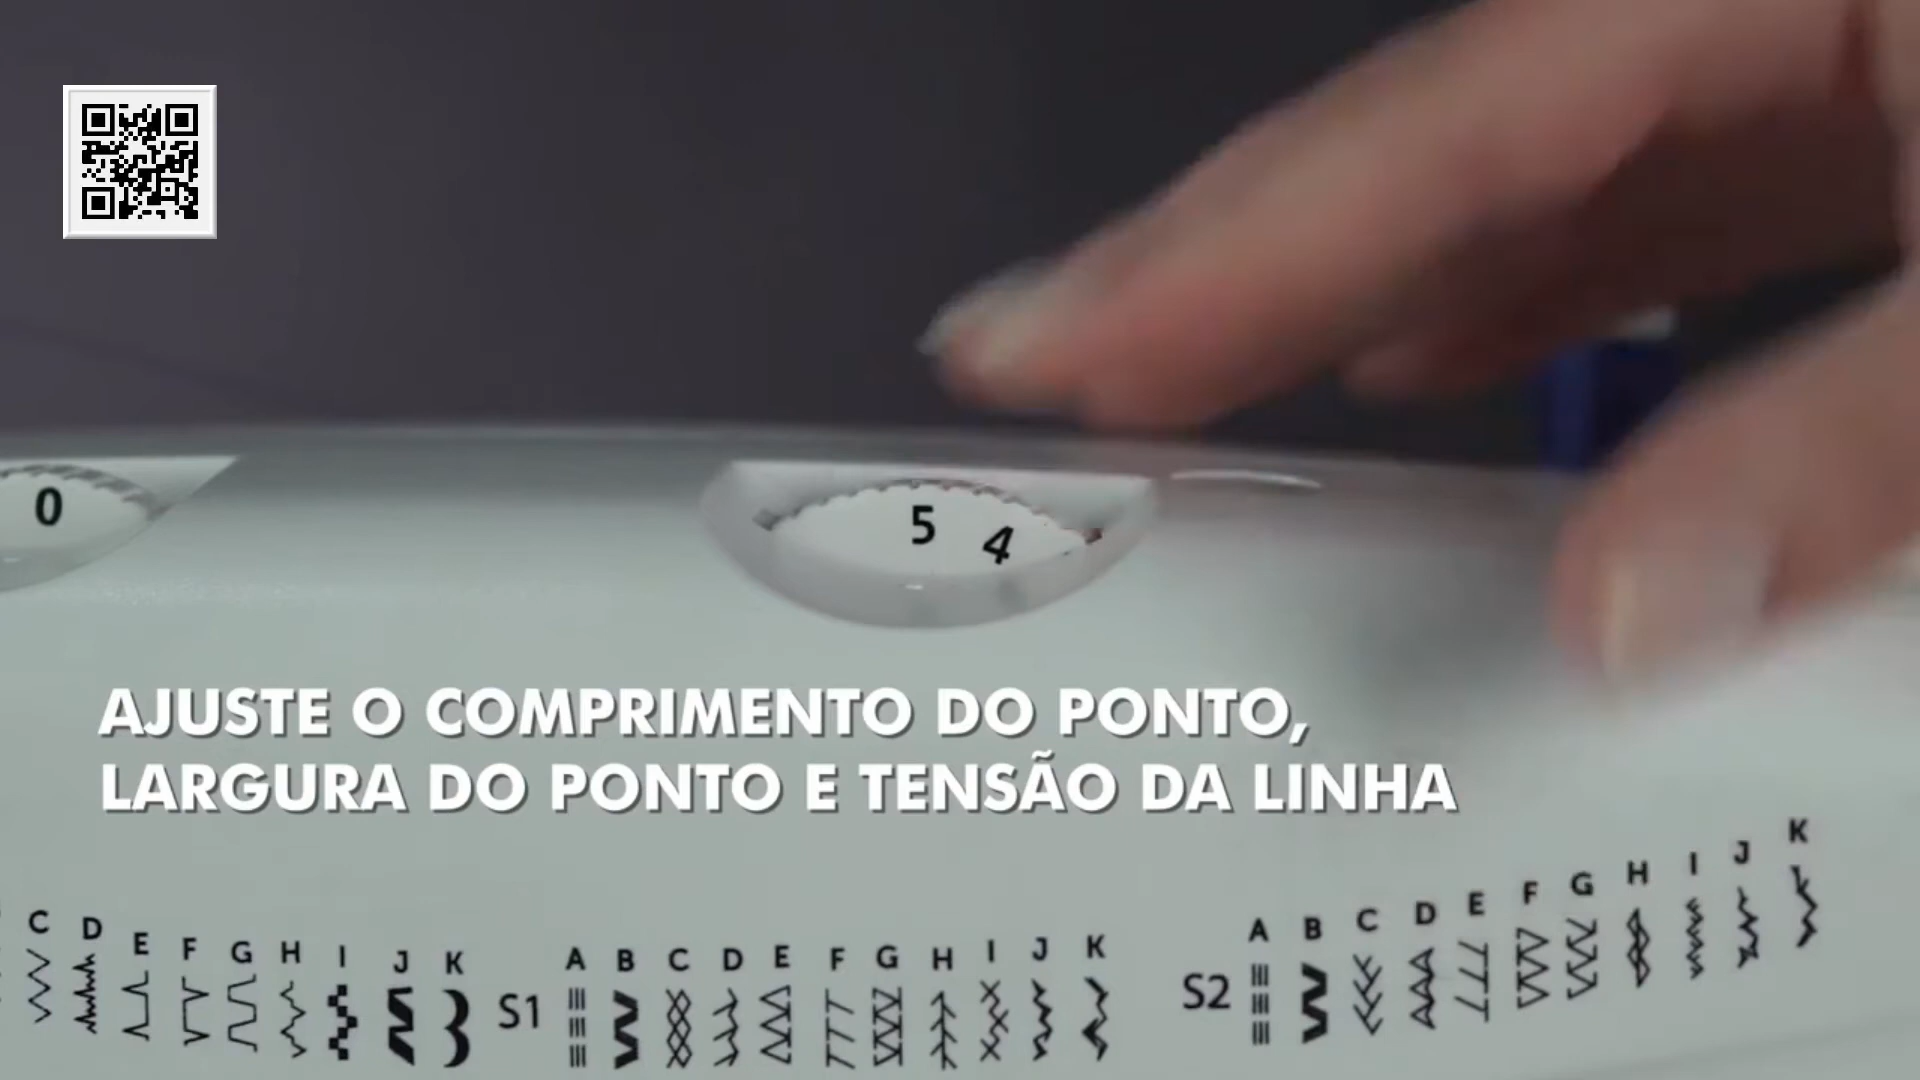 0
5 4
AJUSTE O COMPRIMENTO DO PONTO,
LARGURA DO PONTO E TENSÃO DA LINHA
C D E F G H I J K
S1 A B C D E F G H I J K
S2 A B C D E F G H I J K